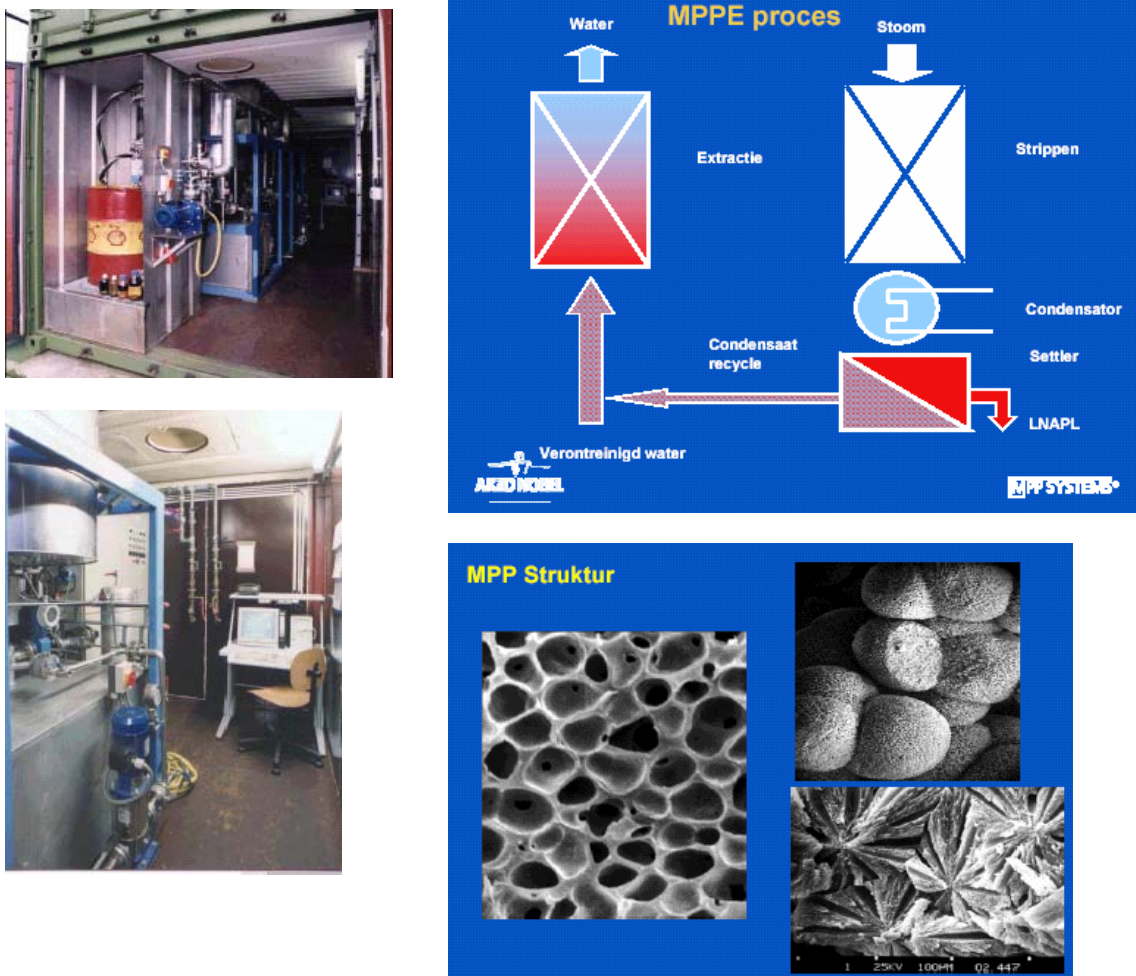 MPPE proces
Water
Stoom
Extractie
Strippen
Condensator
Condensaat
recycle
Settler
LNAPL
Verontreinigd water
AKZO NOBEL
MPP SYSTEMS®
MPP Struktur
1 25KV 100µM 02 447